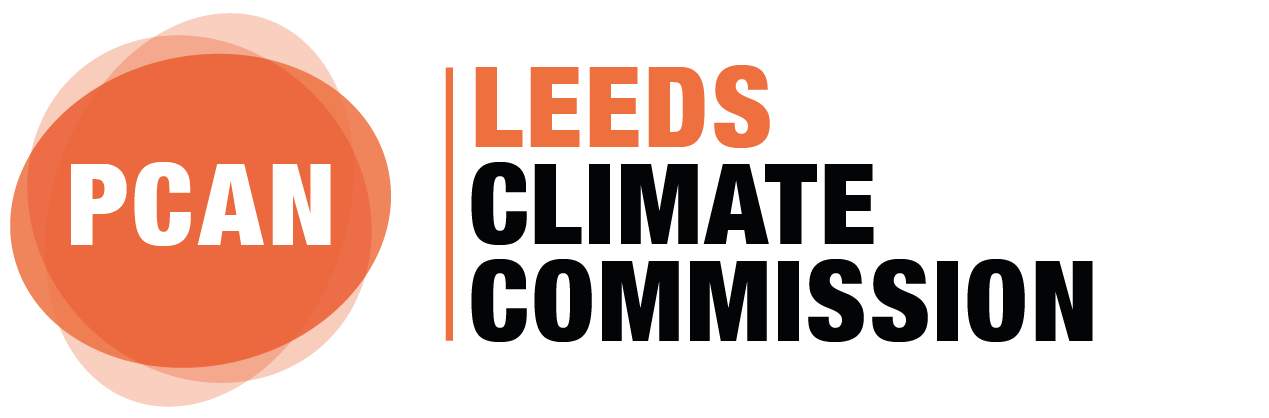 PCAN
LEEDS
CLIMATE
COMMISSION